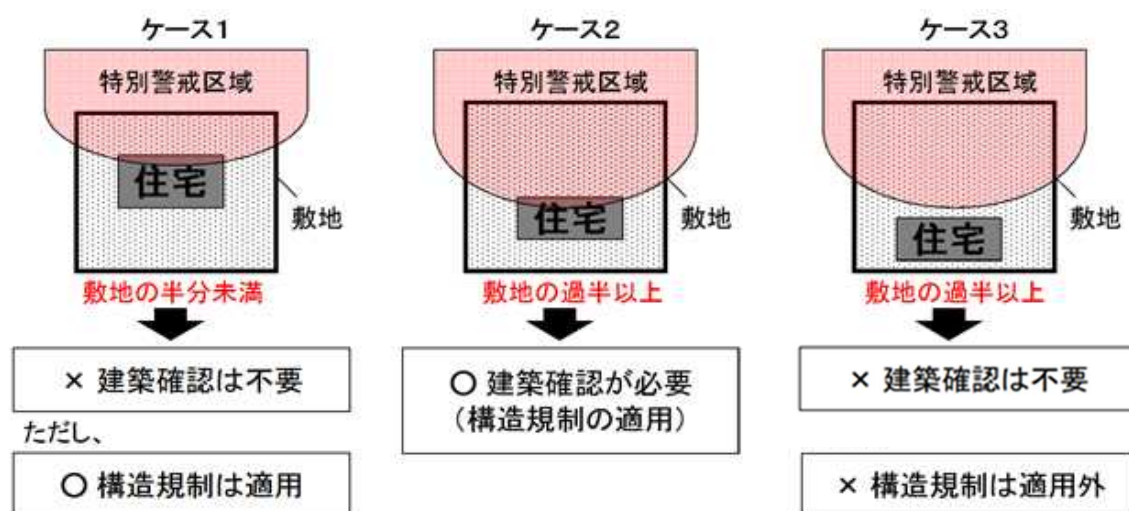 ケース1
特別警戒区域
住宅
敷地
敷地の半分未満
× 建築確認は不要
ただし、
○ 構造規制は適用
ケース2
特別警戒区域
住宅
敷地
敷地の過半以上
○ 建築確認が必要
（構造規制の適用）
ケース3
特別警戒区域
住宅
敷地
敷地の過半以上
× 建築確認は不要
× 構造規制は適用外